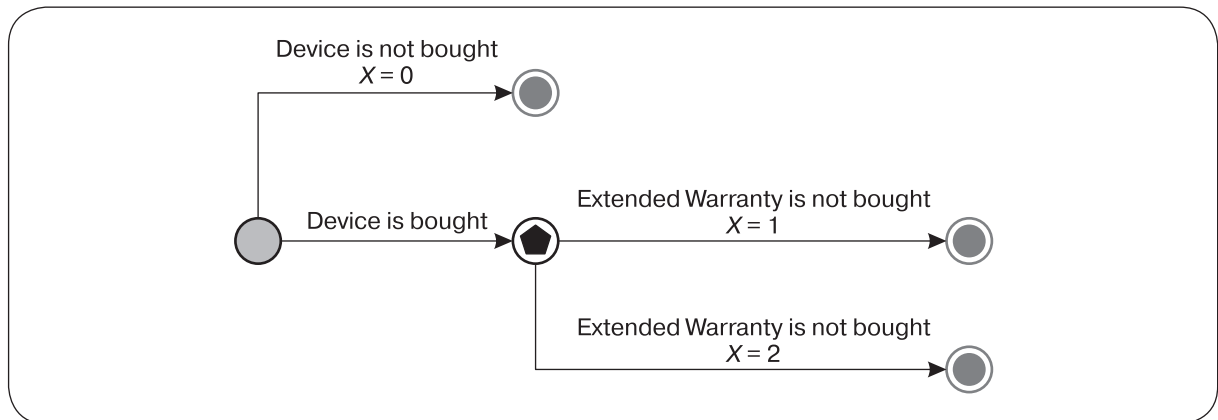 Device is not bought
X = 0
Device is bought
Extended Warranty is not bought
X = 1
Extended Warranty is not bought
X = 2